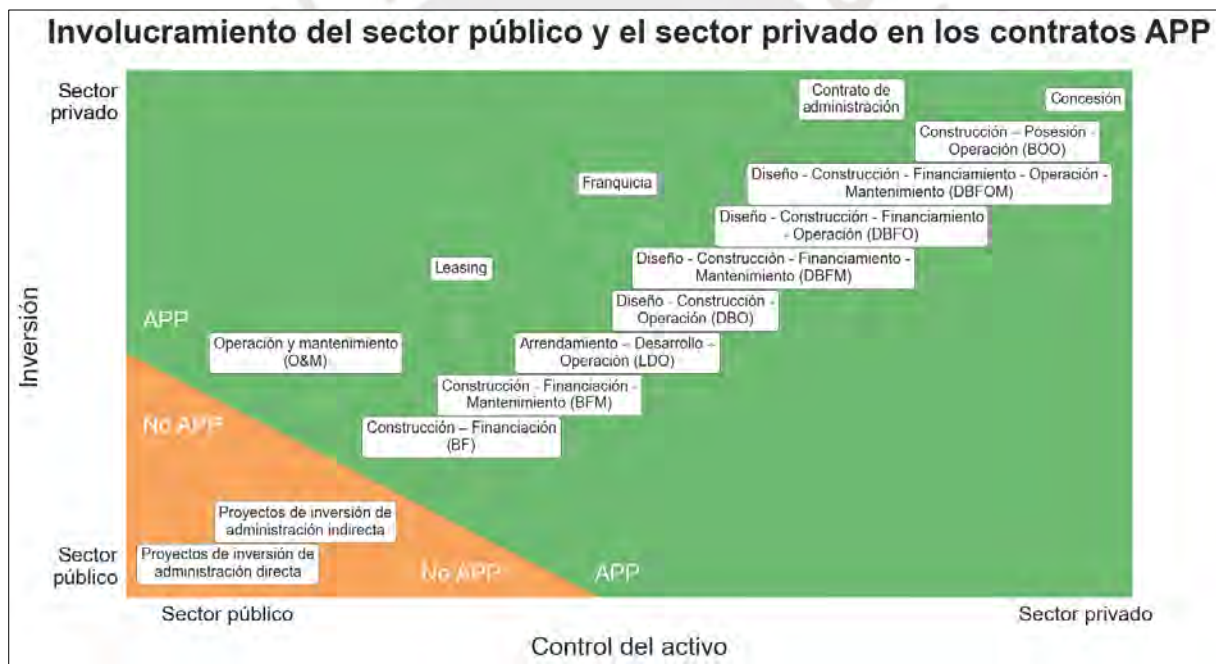 Involucramiento del sector público y el sector privado en los contratos APP
Sector
privado
Contrato de
administración
Concesión
Construcción – Posesión -
Operación (BOO)
Franquicia
Diseño - Construcción - Financiamiento - Operación -
Mantenimiento (DBFOM)
Diseño - Construcción - Financiamiento
- Operación (DBFO)
Leasing
Diseño - Construcción - Financiamiento -
Mantenimiento (DBFM)
Diseño - Construcción -
Operación (DBO)
Inversión
APP
Operación y mantenimiento
(O&M)
Arrendamiento – Desarrollo –
Operación (LDO)
Construcción - Financiación -
Mantenimiento (BFM)
No APP
Construcción – Financiación
(BF)
Proyectos de inversión de
administración indirecta
Sector
público
Proyectos de inversión de
administración directa
No APP
APP
Sector público
Sector privado
Control del activo